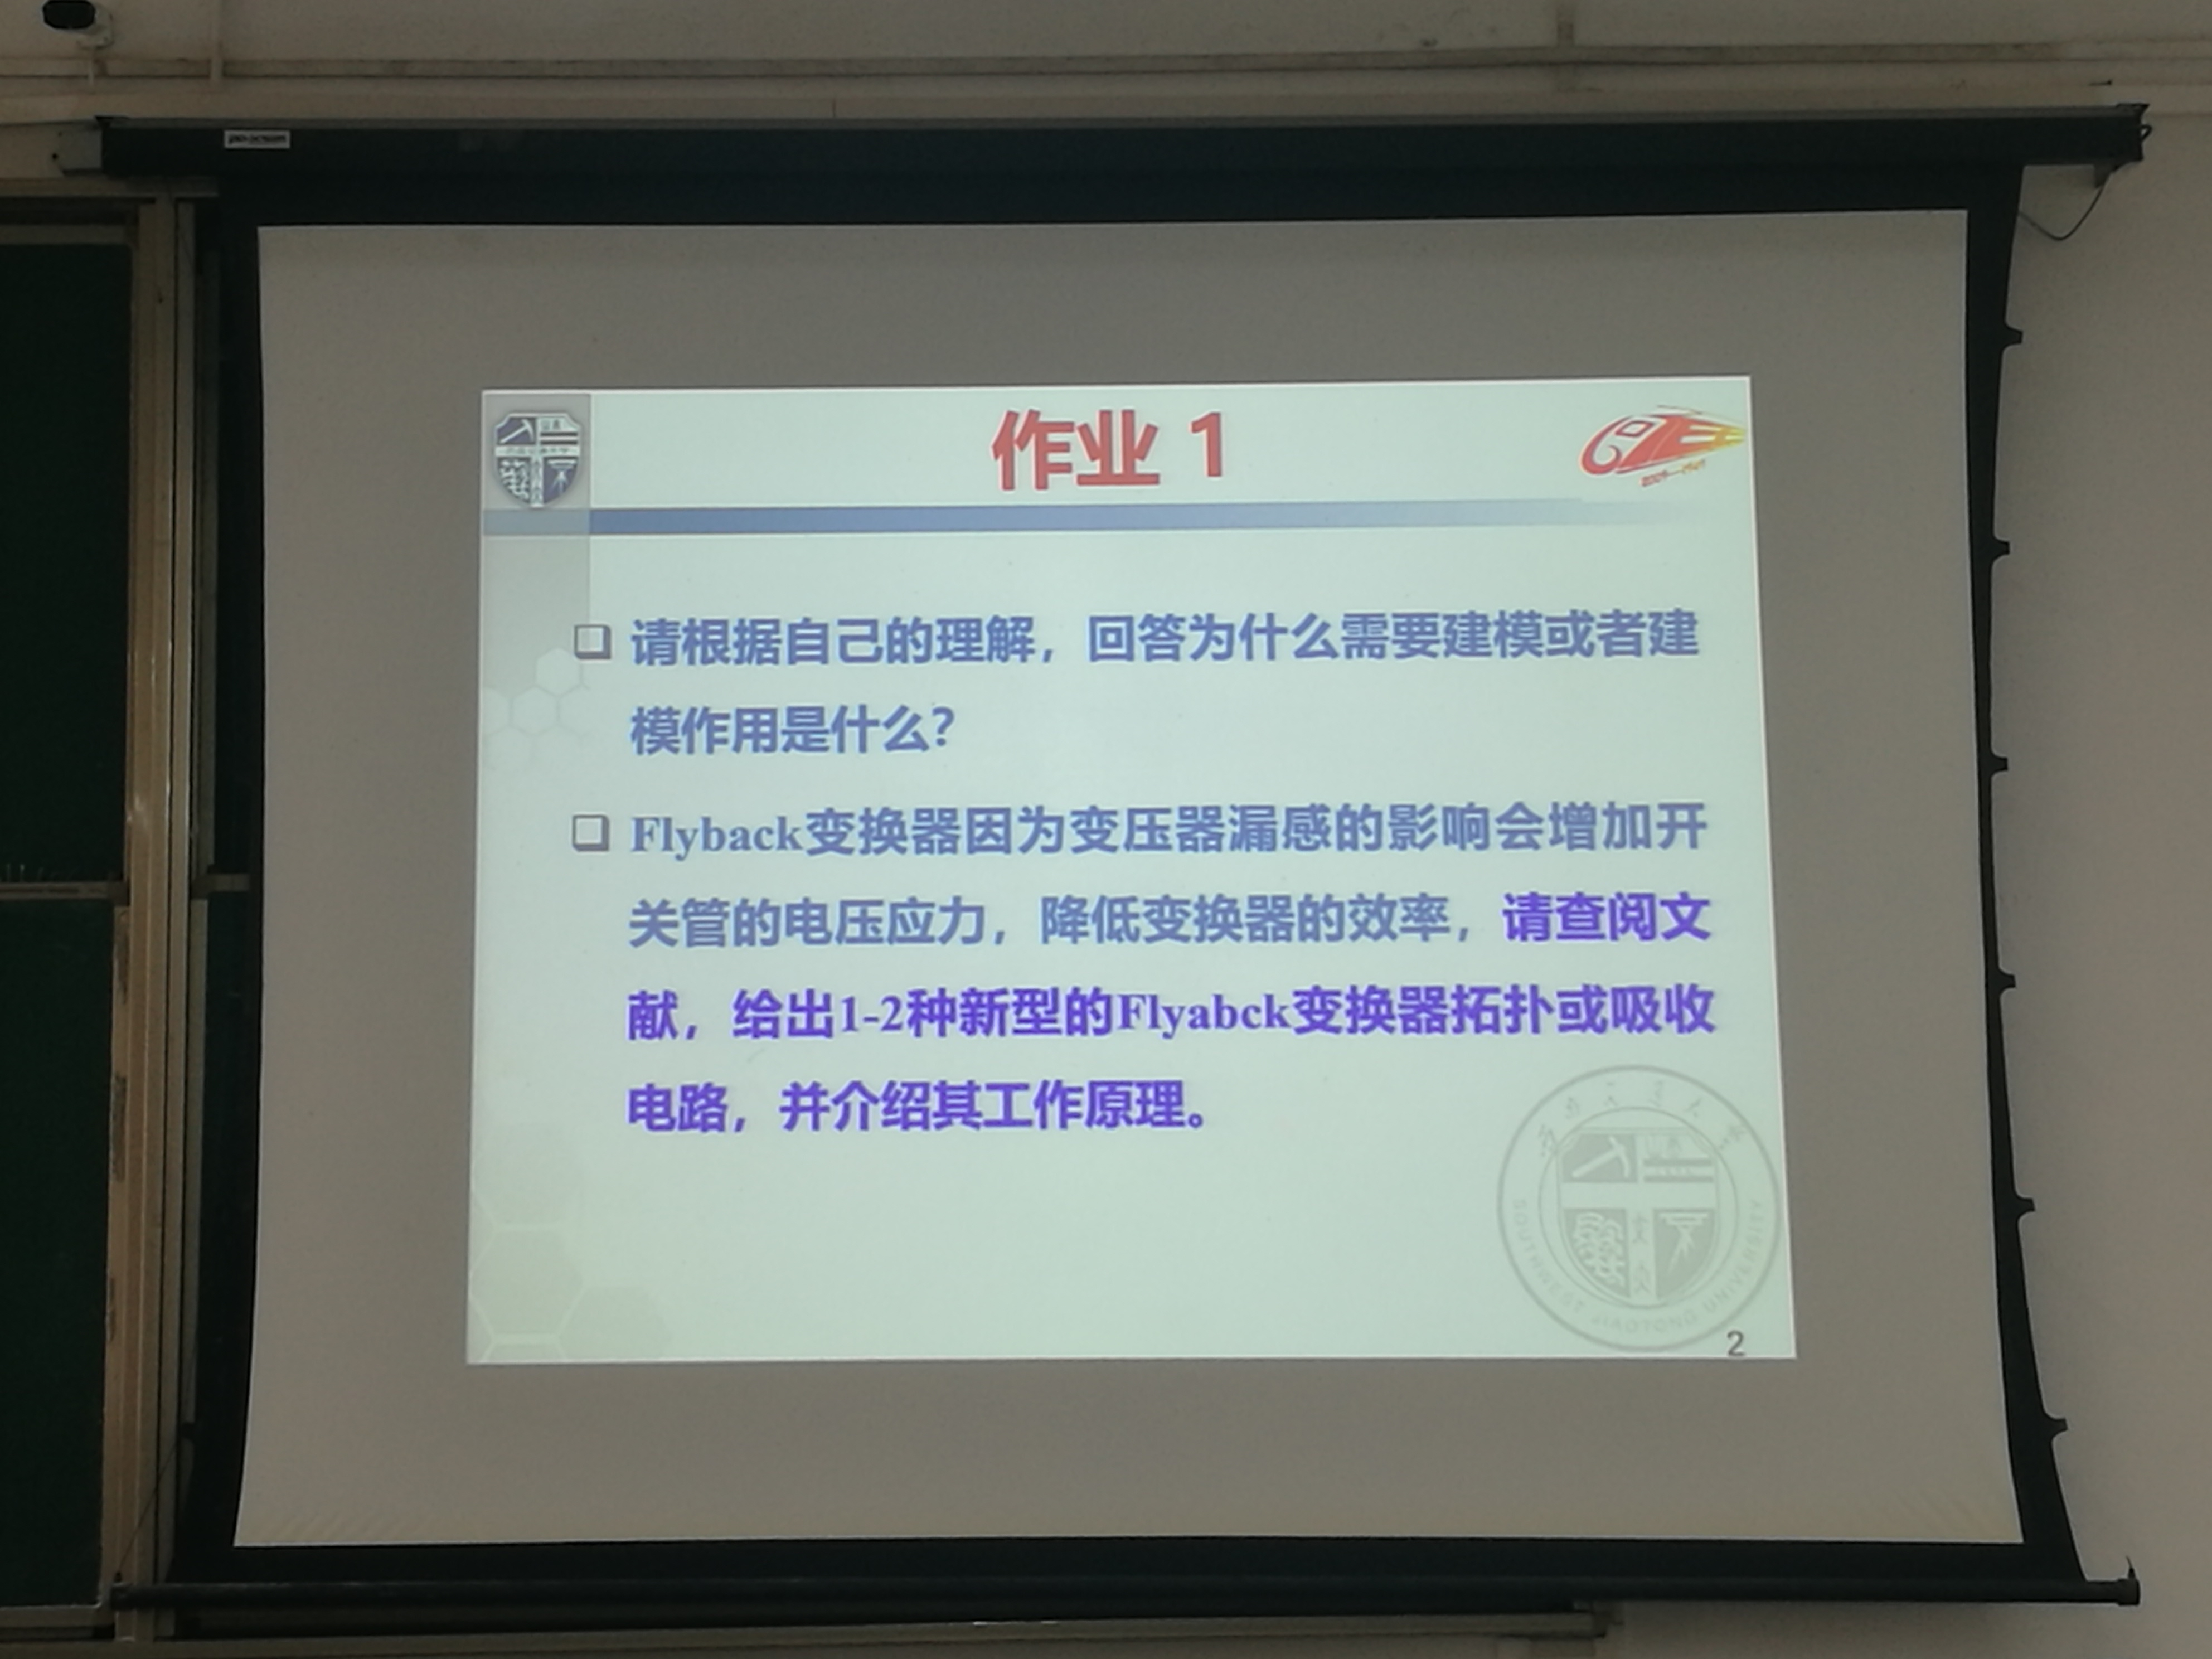 作业 1
请根据自己的理解，回答为什么需要建模或者建
模作用是什么？
Flyback变换器因为变压器漏感的影响会增加开
关管的电压应力，降低变换器的效率，请查阅文
献，给出1-2种新型的Flyabck变换器拓扑或吸收
电路，并介绍其工作原理。
SOUTHWEST JIAOTONG UNIVERSITY
2